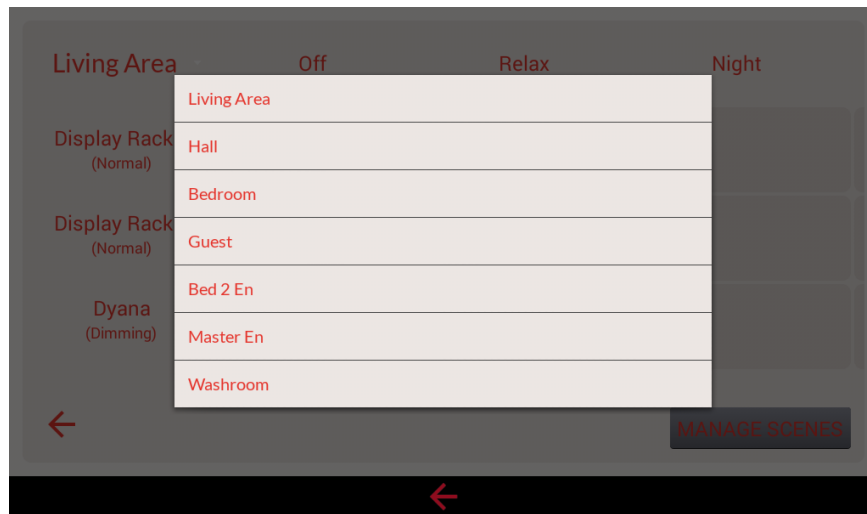 Living Area Off Relax Night
Living Area
Display Rack
(Normal)
Hall
Bedroom
Display Rack
(Normal)
Guest
Bed 2 En
Dyana
(Dimming)
Master En
Washroom
MANAGE SCENES